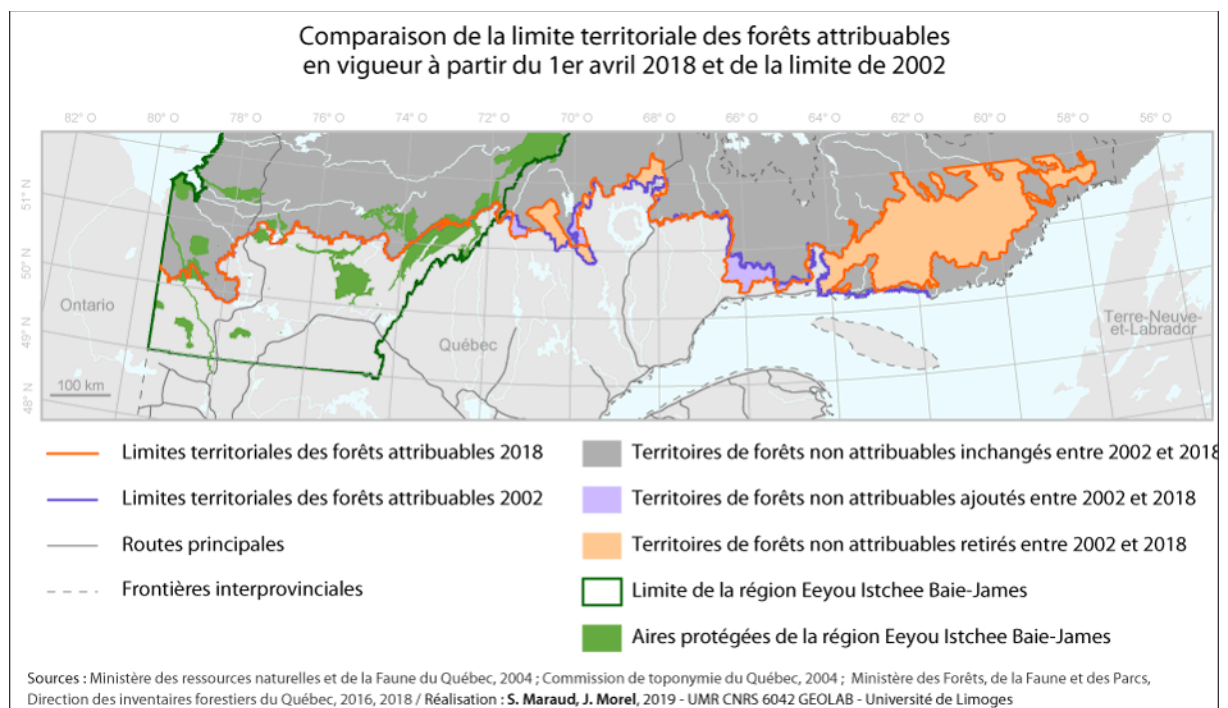 Comparaison de la limite territoriale des forêts attribuables
en vigueur à partir du 1er avril 2018 et de la limite de 2002
82° O
80° O
78° O
76° O
74° O
72° O
70° O
68° O
66° O
64° O
62° O
60° O
58° O
56° O
51° N
50° N
49° N
48° N
Ontario
Québec
Terre-Neuve-
et-Labrador
100 km
Limites territoriales des forêts attribuables 2018
Limites territoriales des forêts attribuables 2002
Routes principales
Frontières interprovinciales
Territoires de forêts non attribuables inchangés entre 2002 et 2018
Territoires de forêts non attribuables ajoutés entre 2002 et 2018
Territoires de forêts non attribuables retirés entre 2002 et 2018
Limite de la région Eeyou Istchee Baie-James
Aires protégées de la région Eeyou Istchee Baie-James
Sources : Ministère des ressources naturelles et de la Faune du Québec, 2004 ; Commission de toponymie du Québec, 2004 ; Ministère des Forêts, de la Faune et des Parcs,
Direction des inventaires forestiers du Québec, 2016, 2018 / Réalisation : S. Maraud, J. Morel, 2019 - UMR CNRS 6042 GEOLAB - Université de Limoges